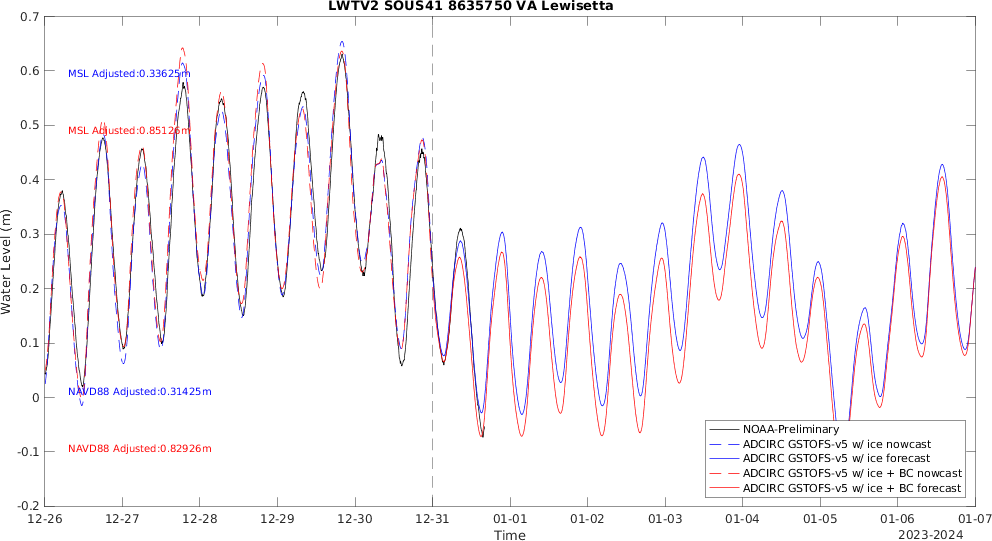 LWTV2 SOUS41 8635750 VA Lewisetta
0.7
0.6
0.5
0.4
0.3
0.2
0.1
0
-0.1
-0.2
Water Level (m)
MSL Adjusted:0.33625m
MSL Adjusted:0.85126m
NAVD88 Adjusted:0.31425m
NAVD88 Adjusted:0.82926m
NOAA-Preliminary
ADCIRC GSTOFS-v5 w/ ice nowcast
ADCIRC GSTOFS-v5 w/ ice forecast
ADCIRC GSTOFS-v5 w/ ice + BC nowcast
ADCIRC GSTOFS-v5 w/ ice + BC forecast
12-26 12-27 12-28 12-29 12-30 12-31 01-01 01-02 01-03 01-04 01-05 01-06 01-07
Time
2023-2024